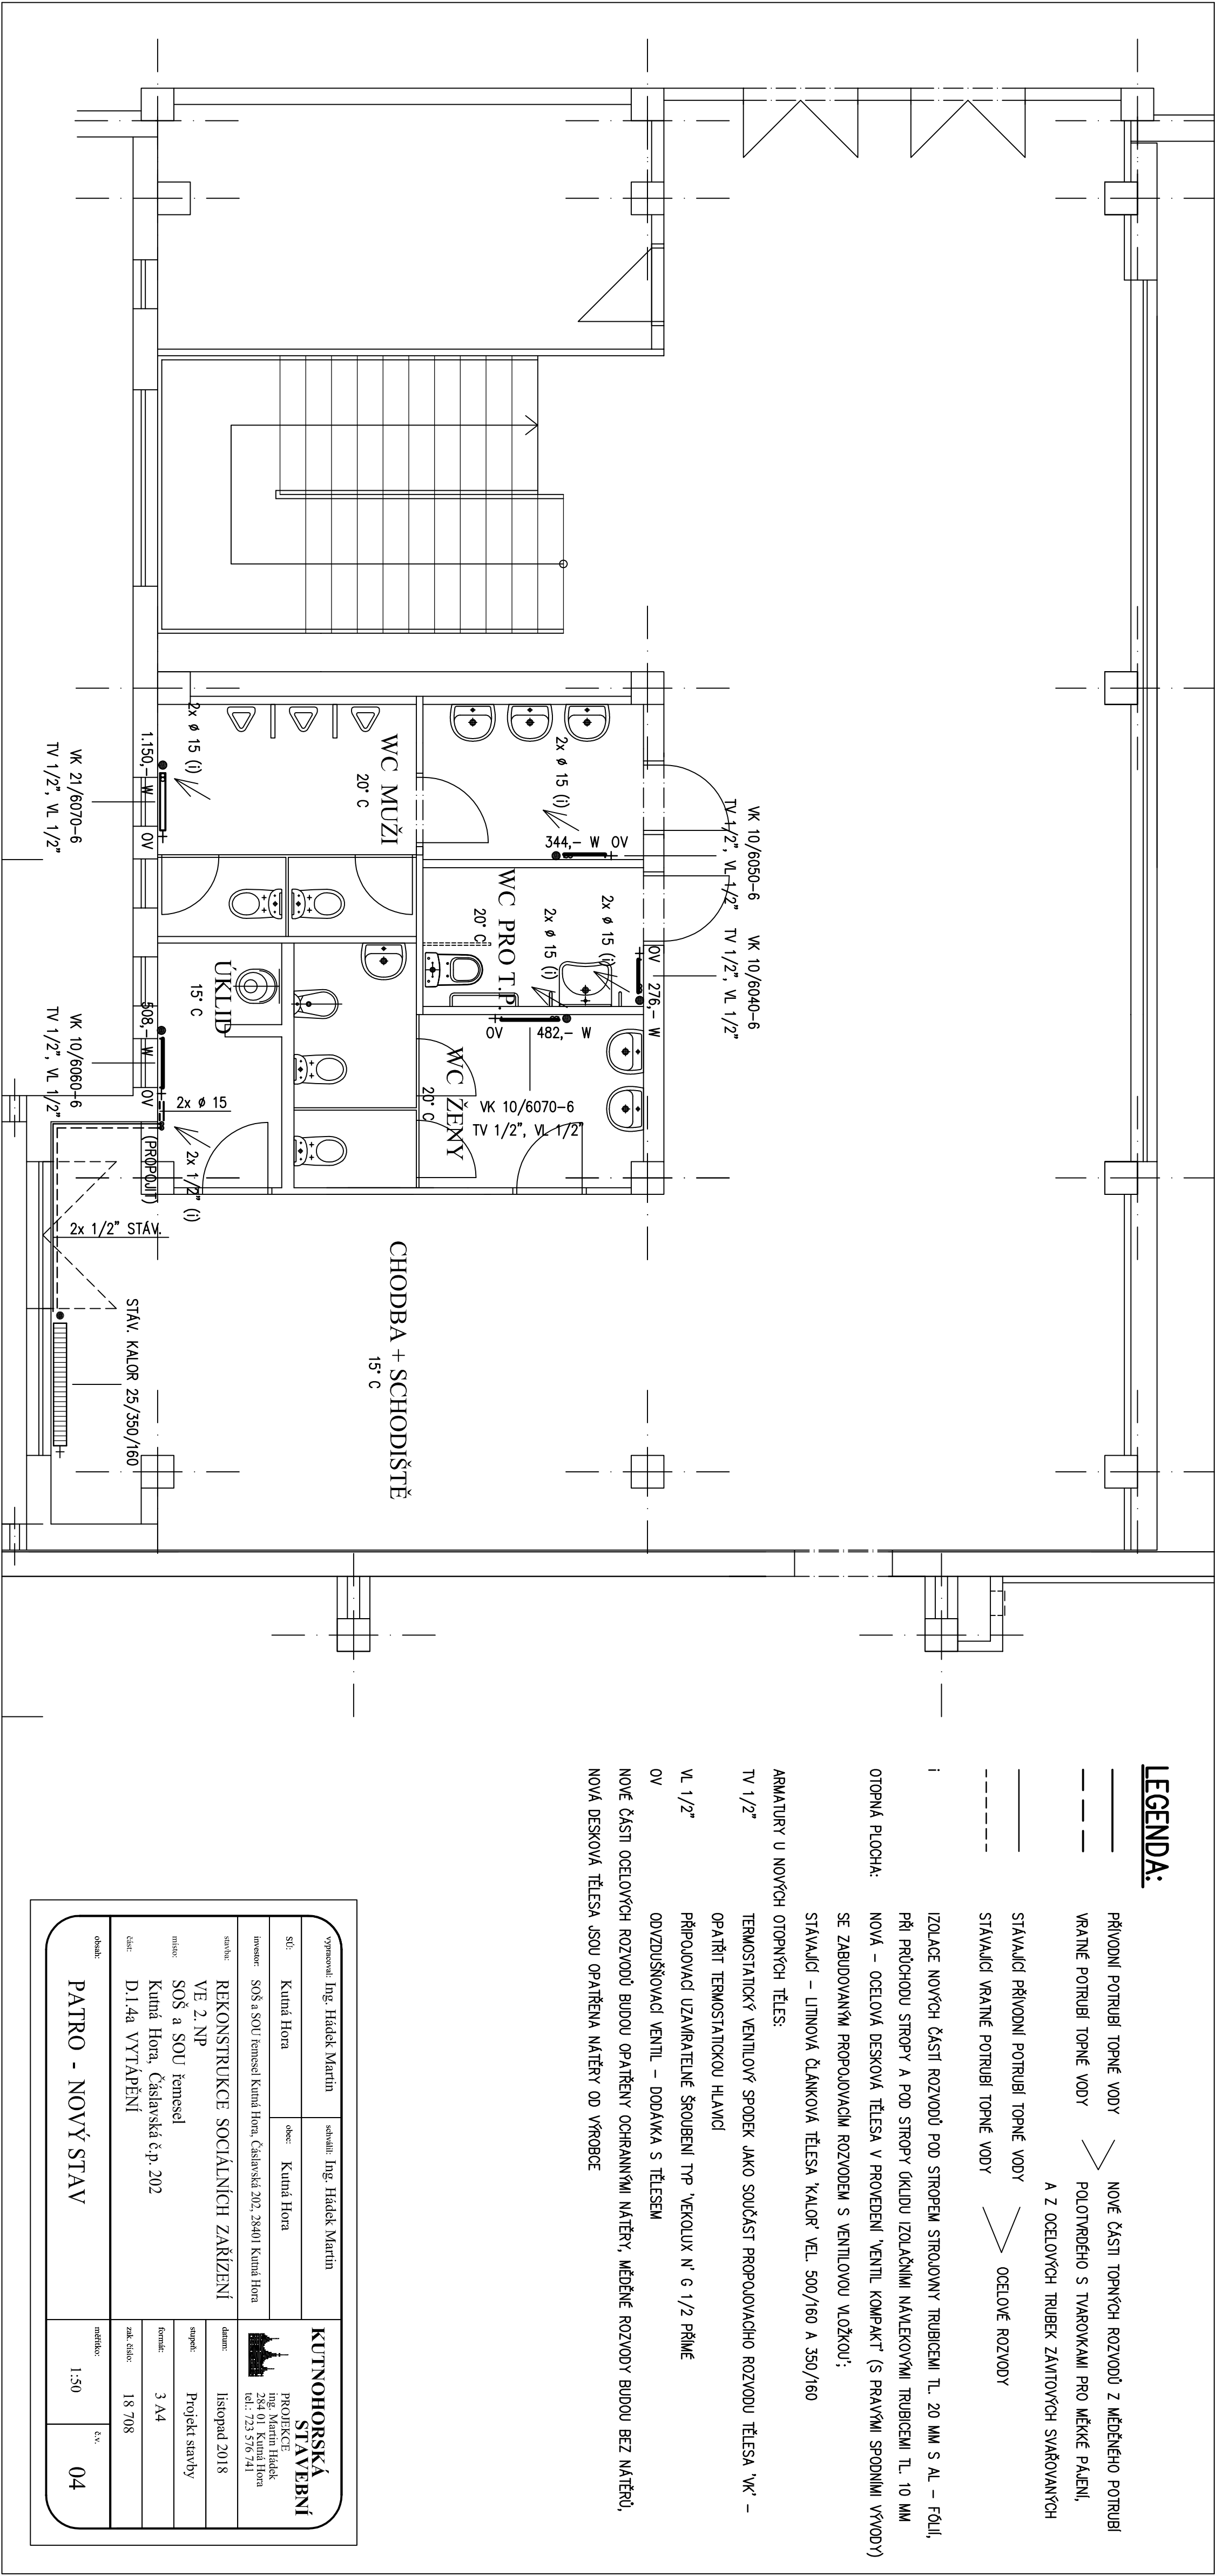 VK 10/6050-6
TV 1/2", VL 1/2"
VK 10/6040-6
TV 1/2", VL 1/2"
2x ø 15 (i)
344,- W OV
2x ø 15 (i)
OV 276,- W
WC MUŽI
20° C
2x ø 15 (i)
1.150,- W OV
VK 21/6070-6
TV 1/2", VL 1/2"
WC PRO T.P.
20° C
2x ø 15 (i)
OV 482,- W
VK 10/6070-6
TV 1/2", VL 1/2"
WC ŽENY
20° C
ÚKLID
15° C
508,- W OV
VK 10/6060-6
TV 1/2", VL 1/2"
2x ø 15
2x 1/2" (i)
(PROPOJIT)
2x 1/2" STÁV.
STÁV. KALOR 25/350/160
CHODBA + SCHODIŠTĚ
15° C
LEGENDA:
PŘÍVODNÍ POTRUBÍ TOPNÉ VODY
VRATNÉ POTRUBÍ TOPNÉ VODY
NOVÉ ČÁSTI TOPNÝCH ROZVODŮ Z MĚDĚNÉHO POTRUBÍ
POLOTVRDÉHO S TVAROVKAMI PRO MĚKKÉ PÁJENÍ,
A Z OCELOVÝCH TRUBEK ZÁVITOVÝCH SVAŘOVANÝCH
STÁVAJÍCÍ PŘÍVODNÍ POTRUBÍ TOPNÉ VODY
STÁVAJÍCÍ VRATNÉ POTRUBÍ TOPNÉ VODY
OCELOVÉ ROZVODY
i IZOLACE NOVÝCH ČÁSTÍ ROZVODŮ POD STROPEM STROJOVNY TRUBICEMI TL. 20 MM S AL - FÓLIÍ,
PŘI PRŮCHODU STROPY A POD STROPY ÚKLIDU IZOLAČNÍMI NÁVLEKOVÝMI TRUBICEMI TL. 10 MM
OTOPNÁ PLOCHA: NOVÁ - OCELOVÁ DESKOVÁ TĚLESA V PROVEDENÍ 'VENTIL KOMPAKT' (S PRAVÝMI SPODNÍMI VÝVODY)
SE ZABUDOVANÝM PROPOJOVACÍM ROZVODEM S VENTILOVOU VLOŽKOU';
STÁVAJÍCÍ - LITINOVÁ ČLÁNKOVÁ TĚLESA 'KALOR' VEL. 500/160 A 350/160
ARMATURY U NOVÝCH OTOPNÝCH TĚLES:
TV 1/2" TERMOSTATICKÝ VENTILOVÝ SPODEK JAKO SOUČÁST PROPOJOVACÍHO ROZVODU TĚLESA 'VK' -
OPATŘIT TERMOSTATICKOU HLAVICÍ
VL 1/2" PŘIPOJOVACÍ UZAVÍRATELNÉ ŠROUBENÍ TYP 'VEKOLUX N' G 1/2 PŘÍMÉ
OV ODVZDUŠŇOVACÍ VENTIL - DODÁVKA S TĚLESEM
NOVÉ ČÁSTI OCELOVÝCH ROZVODŮ BUDOU OPATŘENY OCHRANNÝMI NÁTĚRY, MĚDĚNÉ ROZVODY BUDOU BEZ NÁTĚRŮ,
NOVÁ DESKOVÁ TĚLESA JSOU OPATŘENA NÁTĚRY OD VÝROBCE
vypracoval: Ing. Hádek Martin
schválil: Ing. Hádek Martin
SÚ: Kutná Hora
obec: Kutná Hora
investor: SOŠ a SOU řemesel Kutná Hora, Čáslavská 202, 28401 Kutná Hora
stavba: REKONSTRUKCE SOCIÁLNÍCH ZAŘÍZENÍ
VE 2. NP
místo: SOŠ a SOU řemesel
Kutná Hora, Čáslavská č.p. 202
část: D.1.4a VYTÁPĚNÍ
obsah: PATRO - NOVÝ STAV
KUTNOHORSKÁ
STAVEBNÍ
PROJEKCE
ing. Martin Hádek
284 01 Kutná Hora
tel.: 723 576 741
datum: listopad 2018
stupeň: Projekt stavby
formát: 3 A4
zak. číslo: 18 708
měřítko: 1:50
č.v. 04